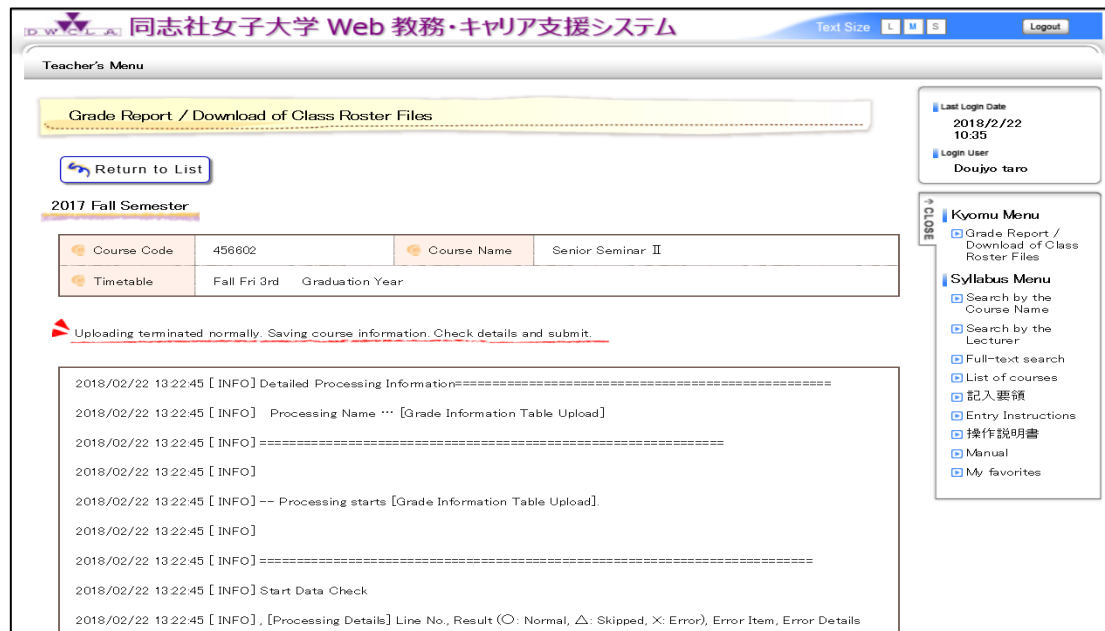 DWCLA 同志社女子大学 Web 教務・キャリア支援システム
Text Size L M S
Logout
Teacher's Menu
Grade Report / Download of Class Roster Files
Return to List
2017 Fall Semester
Course Code 456602 Course Name Senior Seminar Ⅱ
Timetable Fall Fri 3rd Graduation Year
Uploading terminated normally. Saving course information. Check details and submit.
2018/02/22 13:22:45 [ INFO] Detailed Processing Information===================================================
2018/02/22 13:22:45 [ INFO] Processing Name … [Grade Information Table Upload]
2018/02/22 13:22:45 [ INFO] ===============================================================
2018/02/22 13:22:45 [ INFO]
2018/02/22 13:22:45 [ INFO] -- Processing starts [Grade Information Table Upload].
2018/02/22 13:22:45 [ INFO]
2018/02/22 13:22:45 [ INFO] ===========================================================================
2018/02/22 13:22:45 [ INFO] Start Data Check
2018/02/22 13:22:45 [ INFO] , [Processing Details] Line No., Result (○: Normal, △: Skipped, ×: Error), Error Item, Error Details
Last Login Date
2018/2/22
10:35
Login User
Doujyo taro
↑ CLOSE
Kyomu Menu
Grade Report /
Download of Class
Roster Files
Syllabus Menu
Search by the
Course Name
Search by the
Lecturer
Full-text search
List of courses
記入要領
Entry Instructions
操作説明書
Manual
My favorites